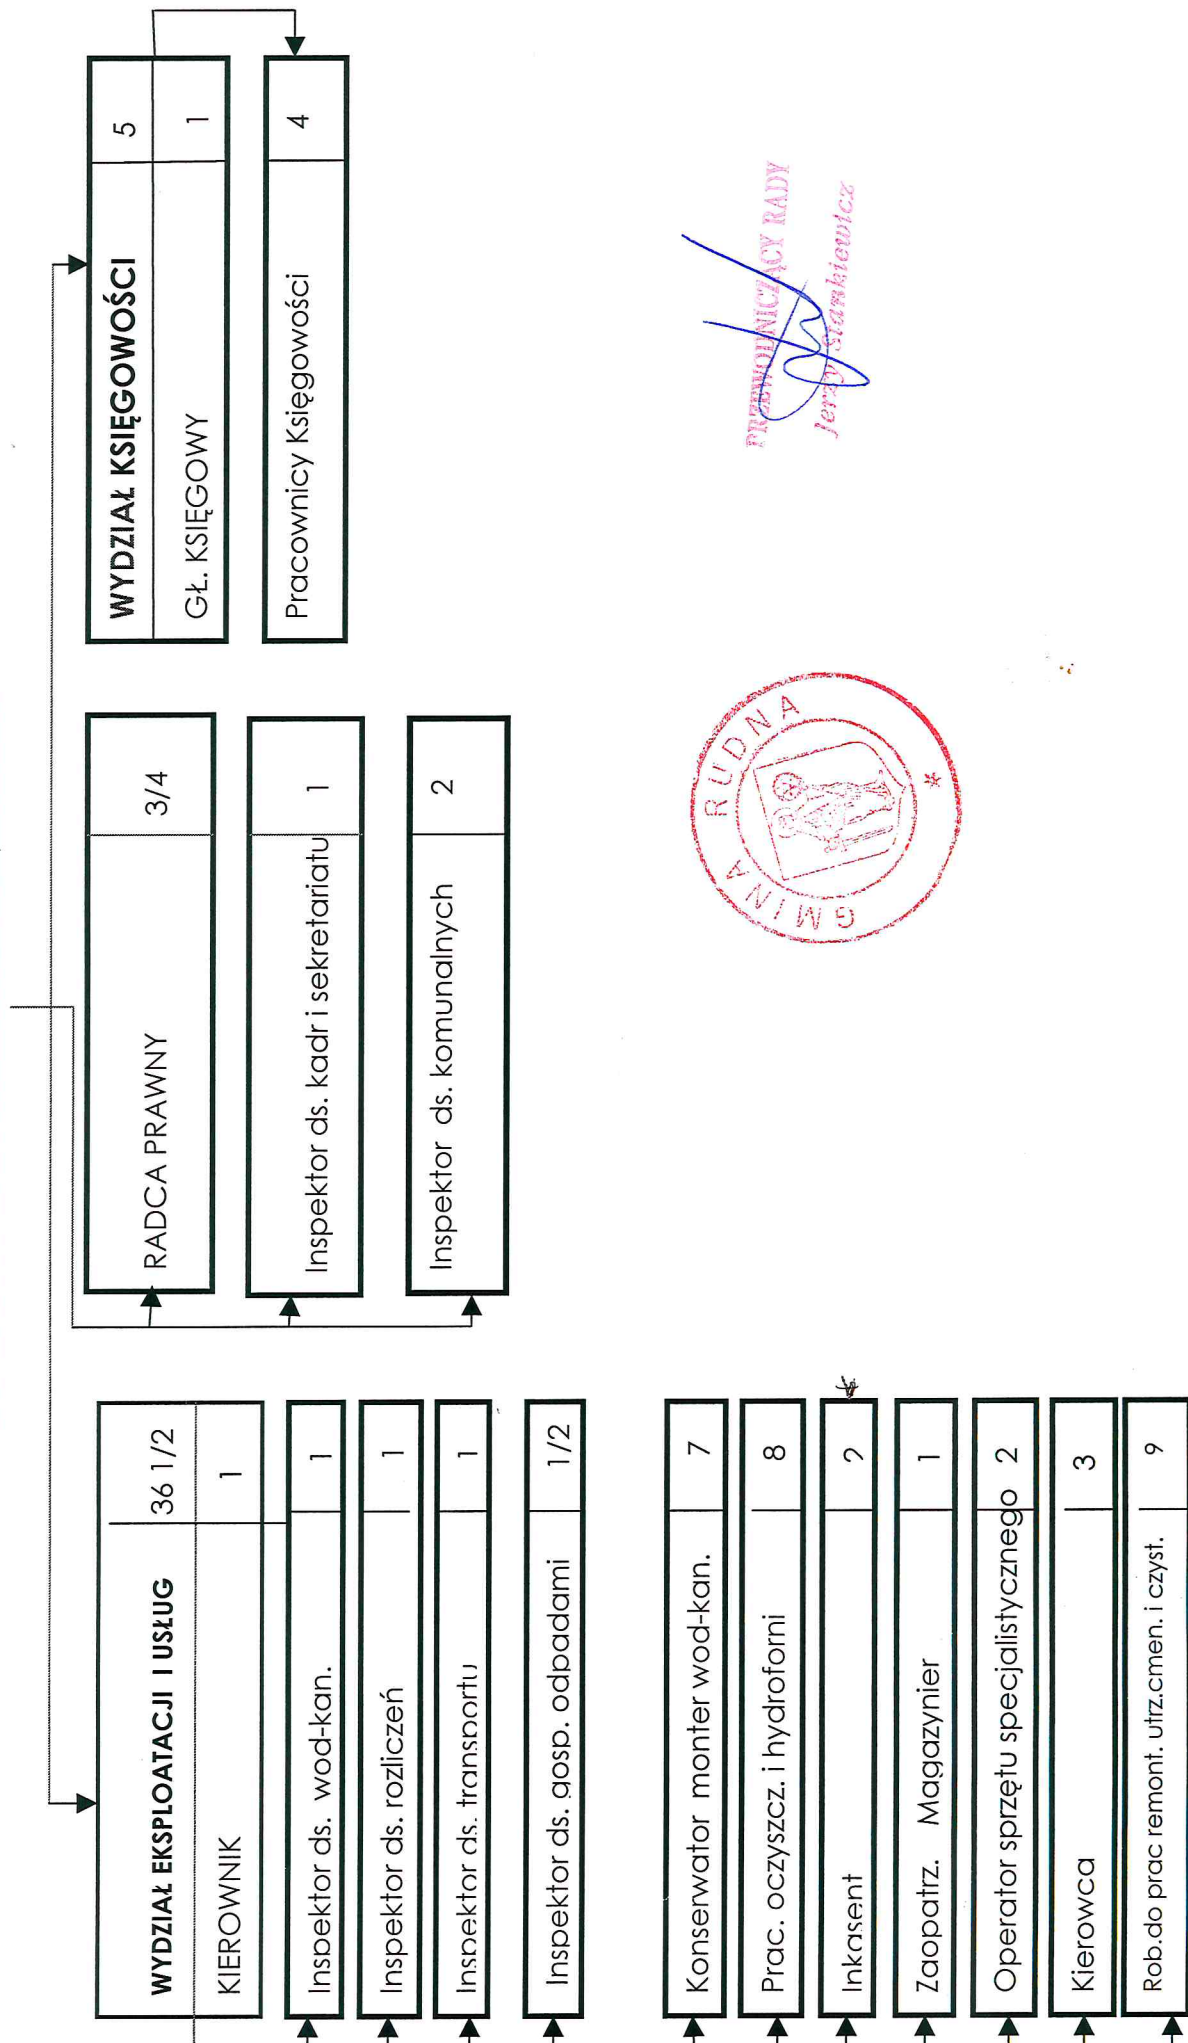 WYDZIAŁ EKSPLOATACJI I USŁUG 36 1/2
KIEROWNIK 1
Inspektor ds. wod-kan. 1
Inspektor ds. rozliczeń 1
Inspektor ds. transportu 1
Inspektor ds. gosp. odpadami 1/2
Konserwator monter wod-kan. 7
Prac. oczyszcz. i hydroforni 8
Inkasent 2
Zaopatrz. Magazynier 1
Operator sprzętu specjalistycznego 2
Kierowca 3
Rob.do prac remont. utrz.cmen. i czyst. 9
RADCA PRAWNY 3/4
Inspektor ds. kadr i sekretariatu 1
Inspektor ds. komunalnych 2
WYDZIAŁ KSIĘGOWOŚCI 5
GŁ. KSIĘGOWY 1
Pracownicy Księgowości 4
GMINA RUDNA *
PRZEWODNICZĄCY RADY
Jerzy Stankiewicz